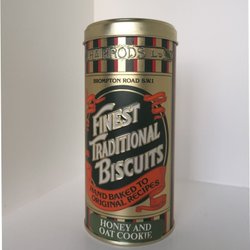 HARRODS LTD
BROMPTON ROAD S.W.1
FINEST
TRADITIONAL
BISCUITS
HAND BAKED TO
ORIGINAL RECIPES
HONEY AND
OAT COOKIE